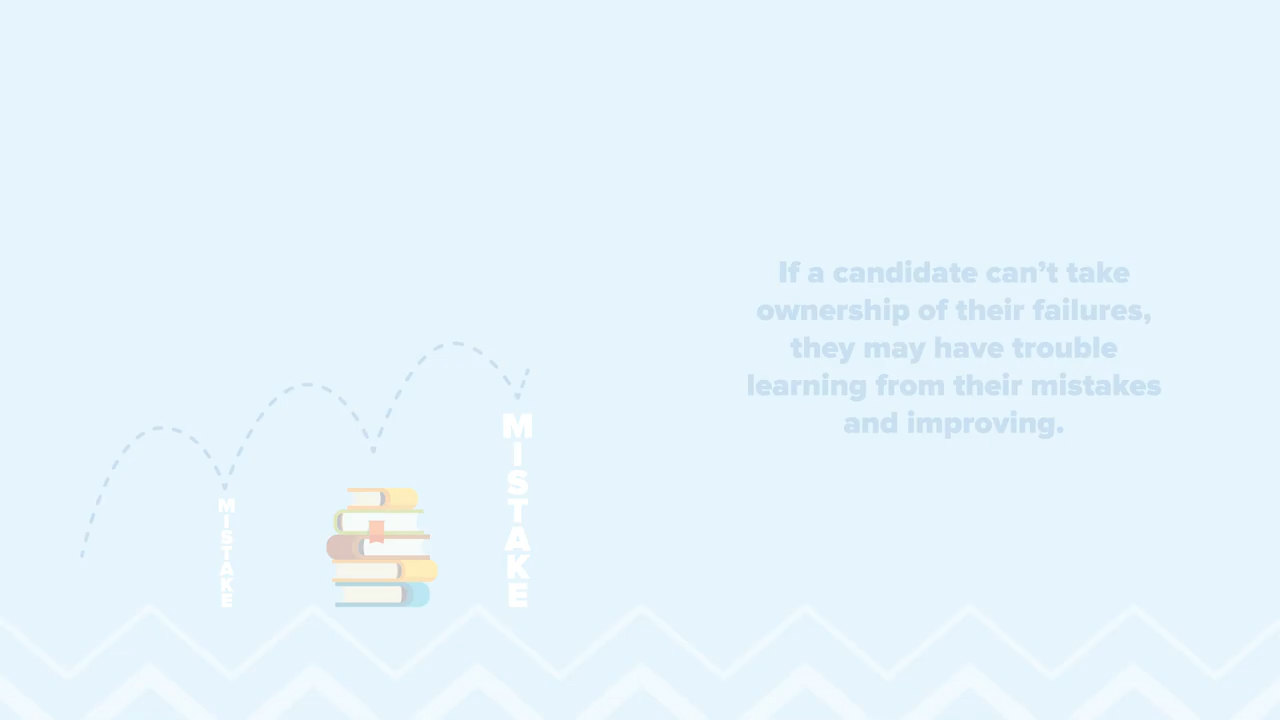 If a candidate can’t take
ownership of their failures,
they may have trouble
learning from their mistakes
and improving.
MISTAKE
MISTAKE